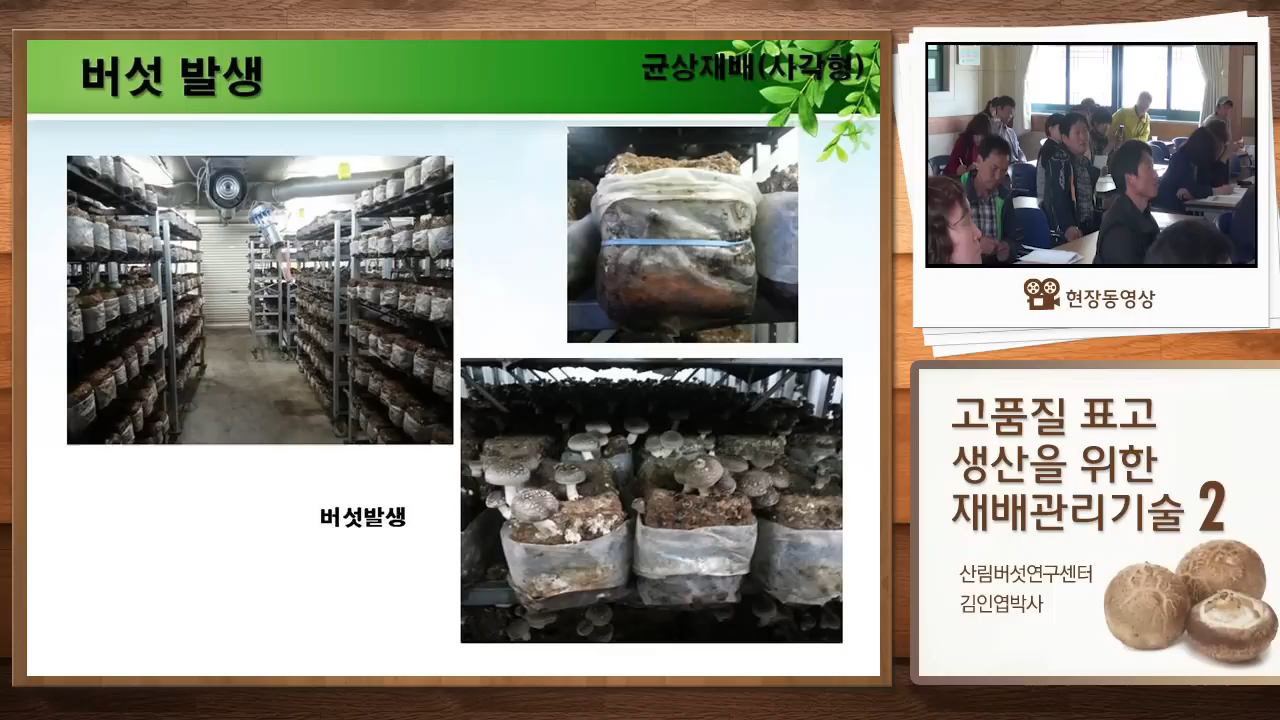 버섯 발생
균상재배(사각형)
버섯발생
현장동영상
고품질 표고
생산을 위한
재배관리기술 2
산림버섯연구센터
김인엽박사